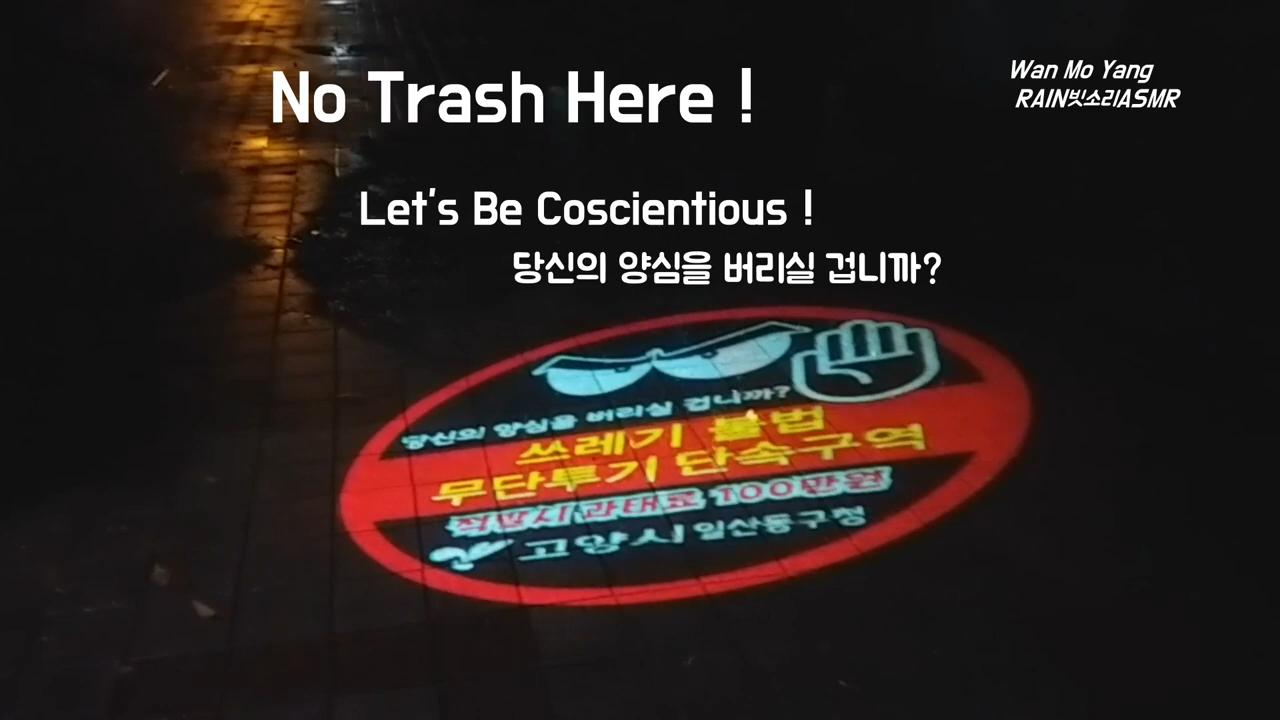 No Trash Here !
Wan Mo Yang
RAIN빗소리ASMR
Let's Be Coscientious !
당신의 양심을 버리실 겁니까?
당신의 양심을 버리실 겁니까?
쓰레기 불법
무단투기 단속구역
적발시 과태료 100만원
고양시 일산동구청